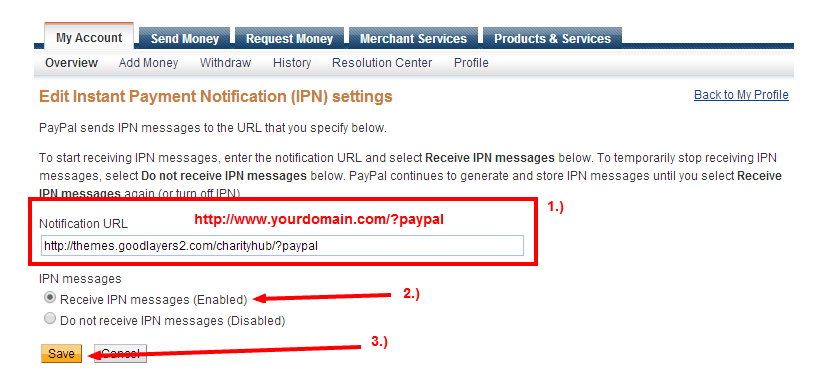 My Account Send Money Request Money Merchant Services Products & Services
Overview Add Money Withdraw History Resolution Center Profile
Edit Instant Payment Notification (IPN) settings Back to My Profile
PayPal sends IPN messages to the URL that you specify below.
To start receiving IPN messages, enter the notification URL and select Receive IPN messages below. To temporarily stop receiving IPN
messages, select Do not receive IPN messages below. PayPal continues to generate and store IPN messages until you select Receive
IPN messages again (or turn off IPN)
1.)
Notification URL http://www.yourdomain.com/?paypal
http://themes.goodlayers2.com/charityhub/?paypal
IPN messages
Receive IPN messages (Enabled) 2.)
Do not receive IPN messages (Disabled)
Save Cancel 3.)